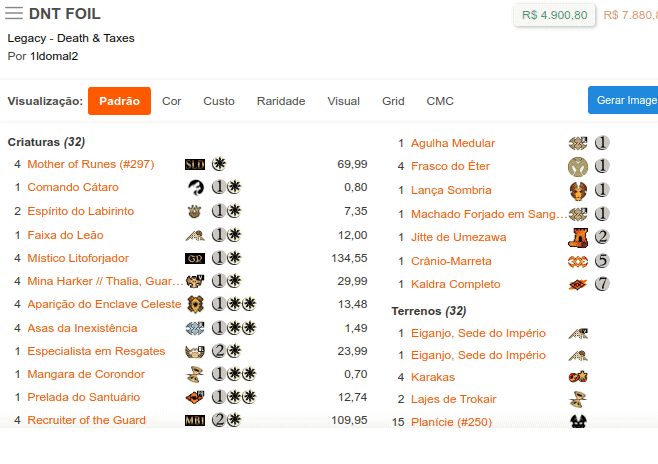 DNT FOIL
R$ 4.900,80
R$ 7.880,8
Legacy - Death & Taxes
Por 1ldomal2
Visualização: Padrão Cor Custo Raridade Visual Grid CMC
Gerar Image
Criaturas (32)
4 Mother of Runes (#297) SLD 69,99
1 Comando Cátaro 1 0,80
2 Espírito do Labirinto 1 7,35
1 Faixa do Leão 1 12,00
4 Místico Litoforjador GP 1 134,55
4 Mina Harker // Thalia, Guar... 1 29,99
4 Aparição do Enclave Celeste 1 13,48
4 Asas da Inexistência 1 1,49
1 Especialista em Resgates 2 23,99
1 Mangara de Corondor 1 0,70
1 Prelada do Santuário 1 12,74
4 Recruiter of the Guard MB1 2 109,95
1 Agulha Medular 1
4 Frasco do Éter 1
1 Lança Sombria 1
1 Machado Forjado em Sang... 1
1 Jitte de Umezawa 2
1 Crânio-Marreta 5
1 Kaldra Completo 7
Terrenos (32)
1 Eiganjo, Sede do Império
1 Eiganjo, Sede do Império
4 Karakas
2 Lajes de Trokair
15 Planície (#250)